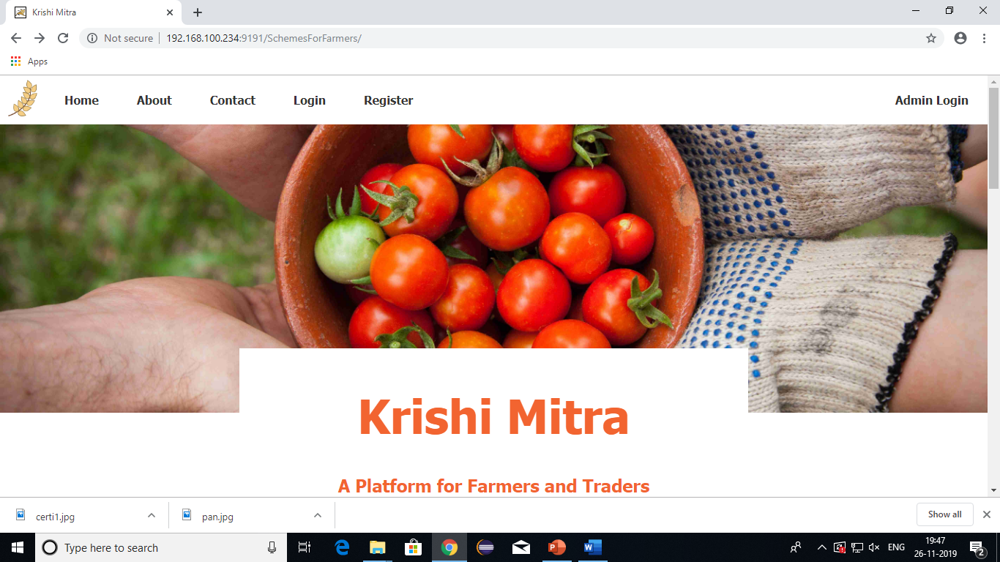 Krishi Mitra
Not secure 192.168.100.234:9191/SchemesForFarmers/
Apps
Home About Contact Login Register Admin Login
Krishi Mitra
A Platform for Farmers and Traders
certi1.jpg pan.jpg Show all
Type here to search ENG 19:47
26-11-2019 2